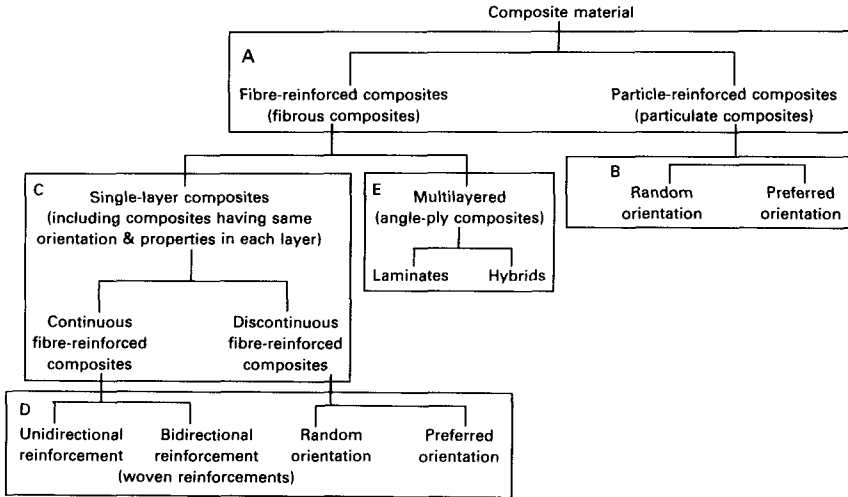 Composite material
A
Fibre-reinforced composites
(fibrous composites)
Particle-reinforced composites
(particulate composites)
B
Random
orientation
Preferred
orientation
C
Single-layer composites
(including composites having same
orientation & properties in each layer)
E
Multilayered
(angle-ply composites)
Laminates
Hybrids
Continuous
fibre-reinforced
composites
Discontinuous
fibre-reinforced
composites
D
Unidirectional
reinforcement
Bidirectional
reinforcement
(woven reinforcements)
Random
orientation
Preferred
orientation